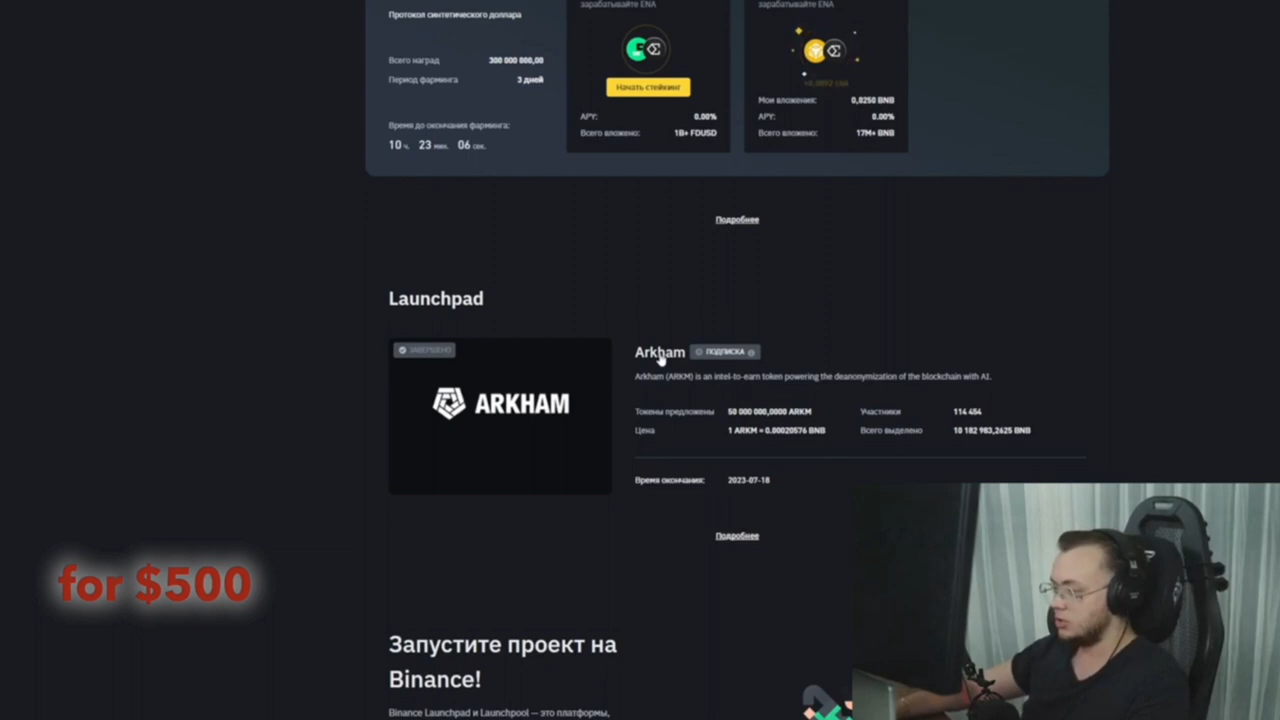 Протокол синтетического доллара
Всего наград 300 000 000,00
Период фарминга 3 дней
Время до окончания фарминга:
10 ч. 23 мин. 06 сек.
зарабатывайте ENA
Начать стейкинг
APY: 0.00%
Всего вложено: 1B+ FDUSD
зарабатывайте ENA
Мои вложения: 0,0250 BNB
APY: 0.00%
Всего вложено: 17M+ BNB
Подробнее
Launchpad
ЗАВЕРШЕНО
ARKHAM
Arkham ПОДПИСКА
Arkham (ARKM) is an intel-to-earn token powering the deanonymization of the blockchain with AI.
Токены предложены 50 000 000,0000 ARKM Участники 114 454
Цена 1 ARKM = 0.00020576 BNB Всего выделено 10 182 983,2625 BNB
Время окончания: 2023-07-18
Подробнее
for $500
Запустите проект на
Binance!
Binance Launchpad и Launchpool — это платформы,